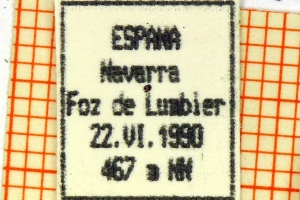 ESPANA
Navarra
Foz de Lumbier
22.VI.1990
467 m NN